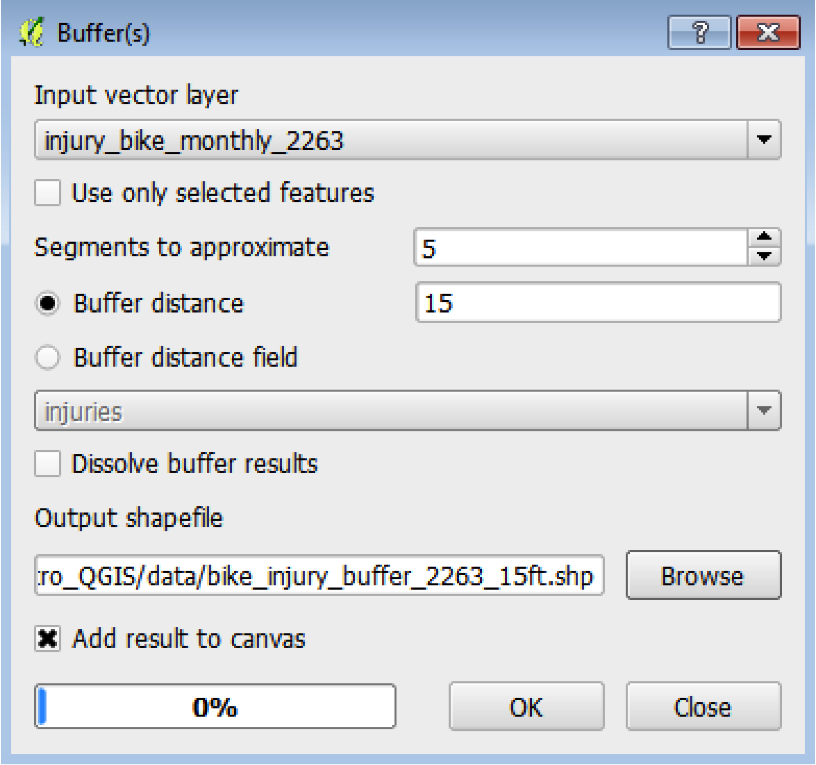 Buffer(s)
Input vector layer
injury_bike_monthly_2263
Use only selected features
Segments to approximate 5
Buffer distance 15
Buffer distance field
injuries
Dissolve buffer results
Output shapefile
ro_QGIS/data/bike_injury_buffer_2263_15ft.shp Browse
Add result to canvas
0% OK Close